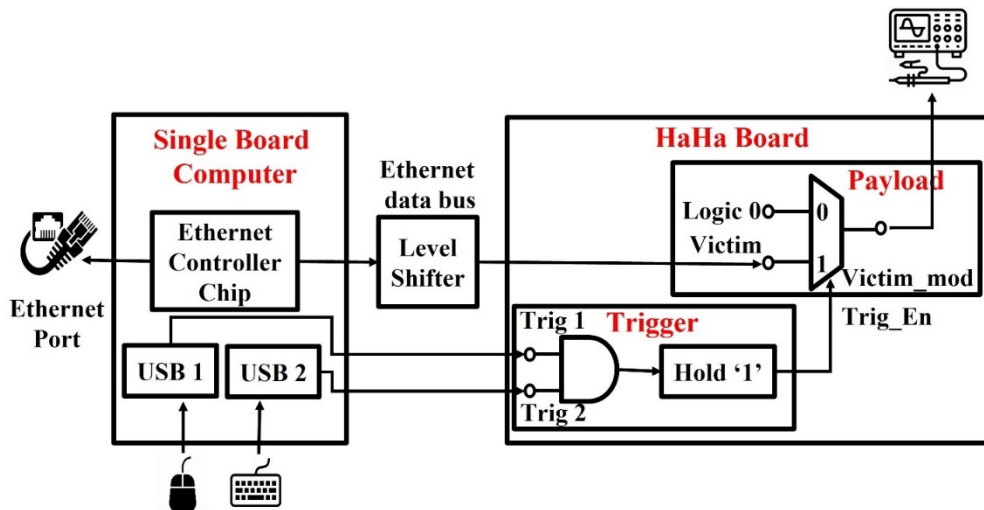 Single Board
Computer
Ethernet
Controller
Chip
USB 1
USB 2
Ethernet
Port
Ethernet
data bus
Level
Shifter
HaHa Board
Payload
Logic 0
0
Victim
1
Victim_mod
Trig_En
Trigger
Trig 1
Trig 2
Hold ‘1’